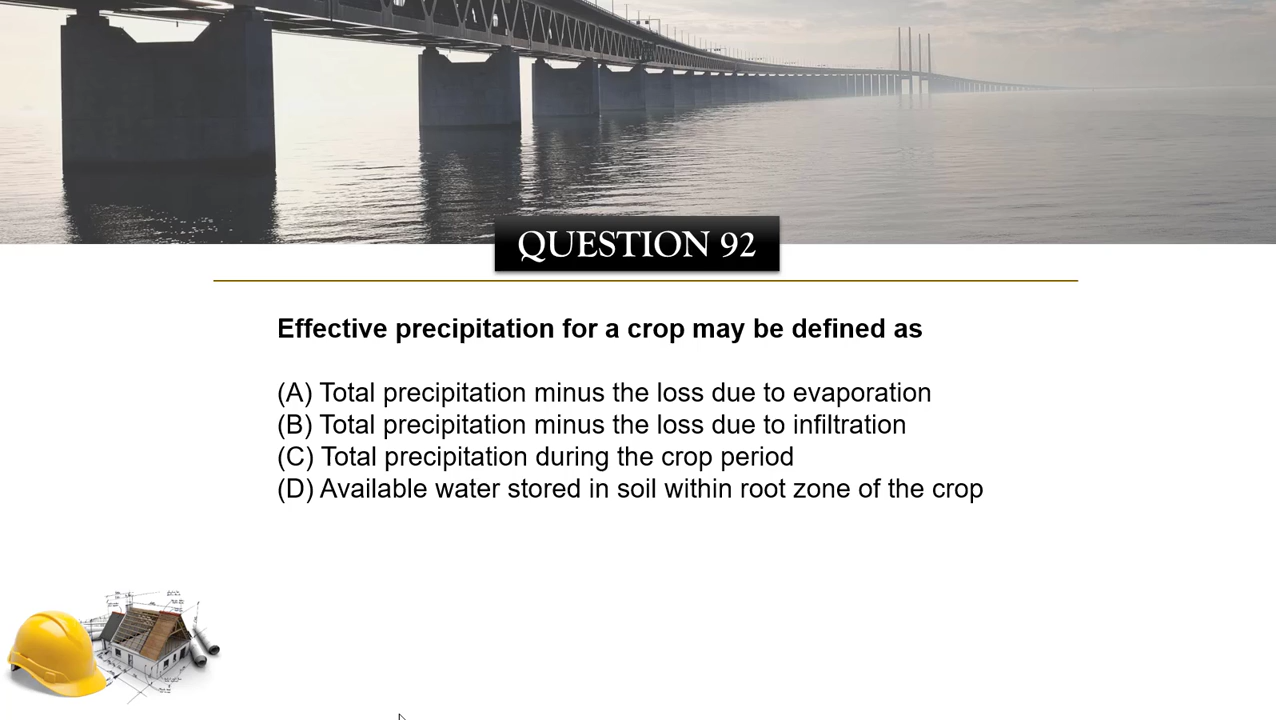 QUESTION 92
Effective precipitation for a crop may be defined as
(A) Total precipitation minus the loss due to evaporation
(B) Total precipitation minus the loss due to infiltration
(C) Total precipitation during the crop period
(D) Available water stored in soil within root zone of the crop